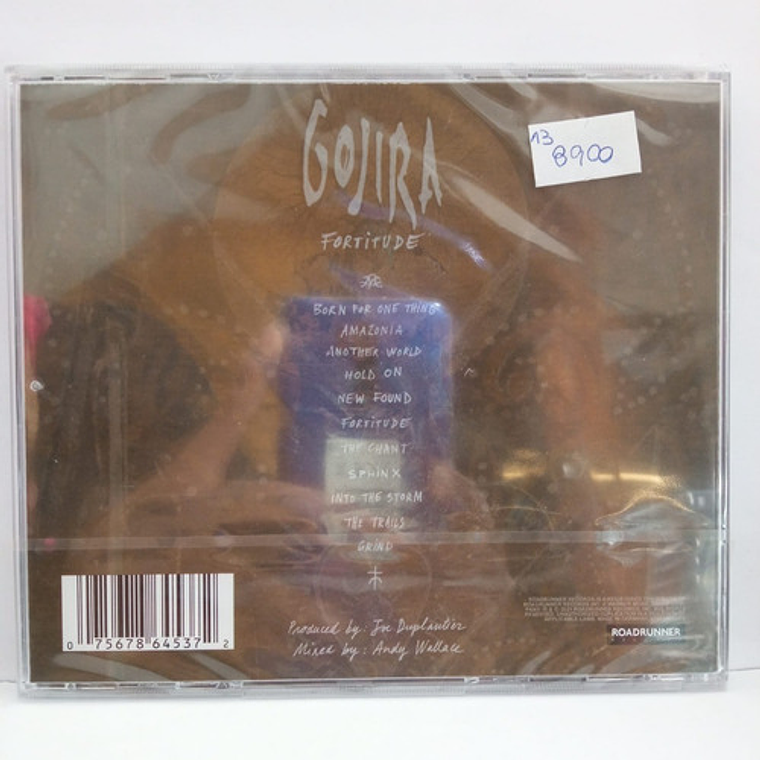 GOJIRA
13
8900
FORTITUDE
BORN FOR ONE THING
AMAZONIA
ANOTHER WORLD
HOLD ON
NEW FOUND
FORTITUDE
THE CHANT
SPHINX
INTO THE STORM
THE TRAILS
GRIND
0 75678 64537 2
Produced by: Joe Duplantier
Mixed by: Andy Wallace
ROADRUNNER